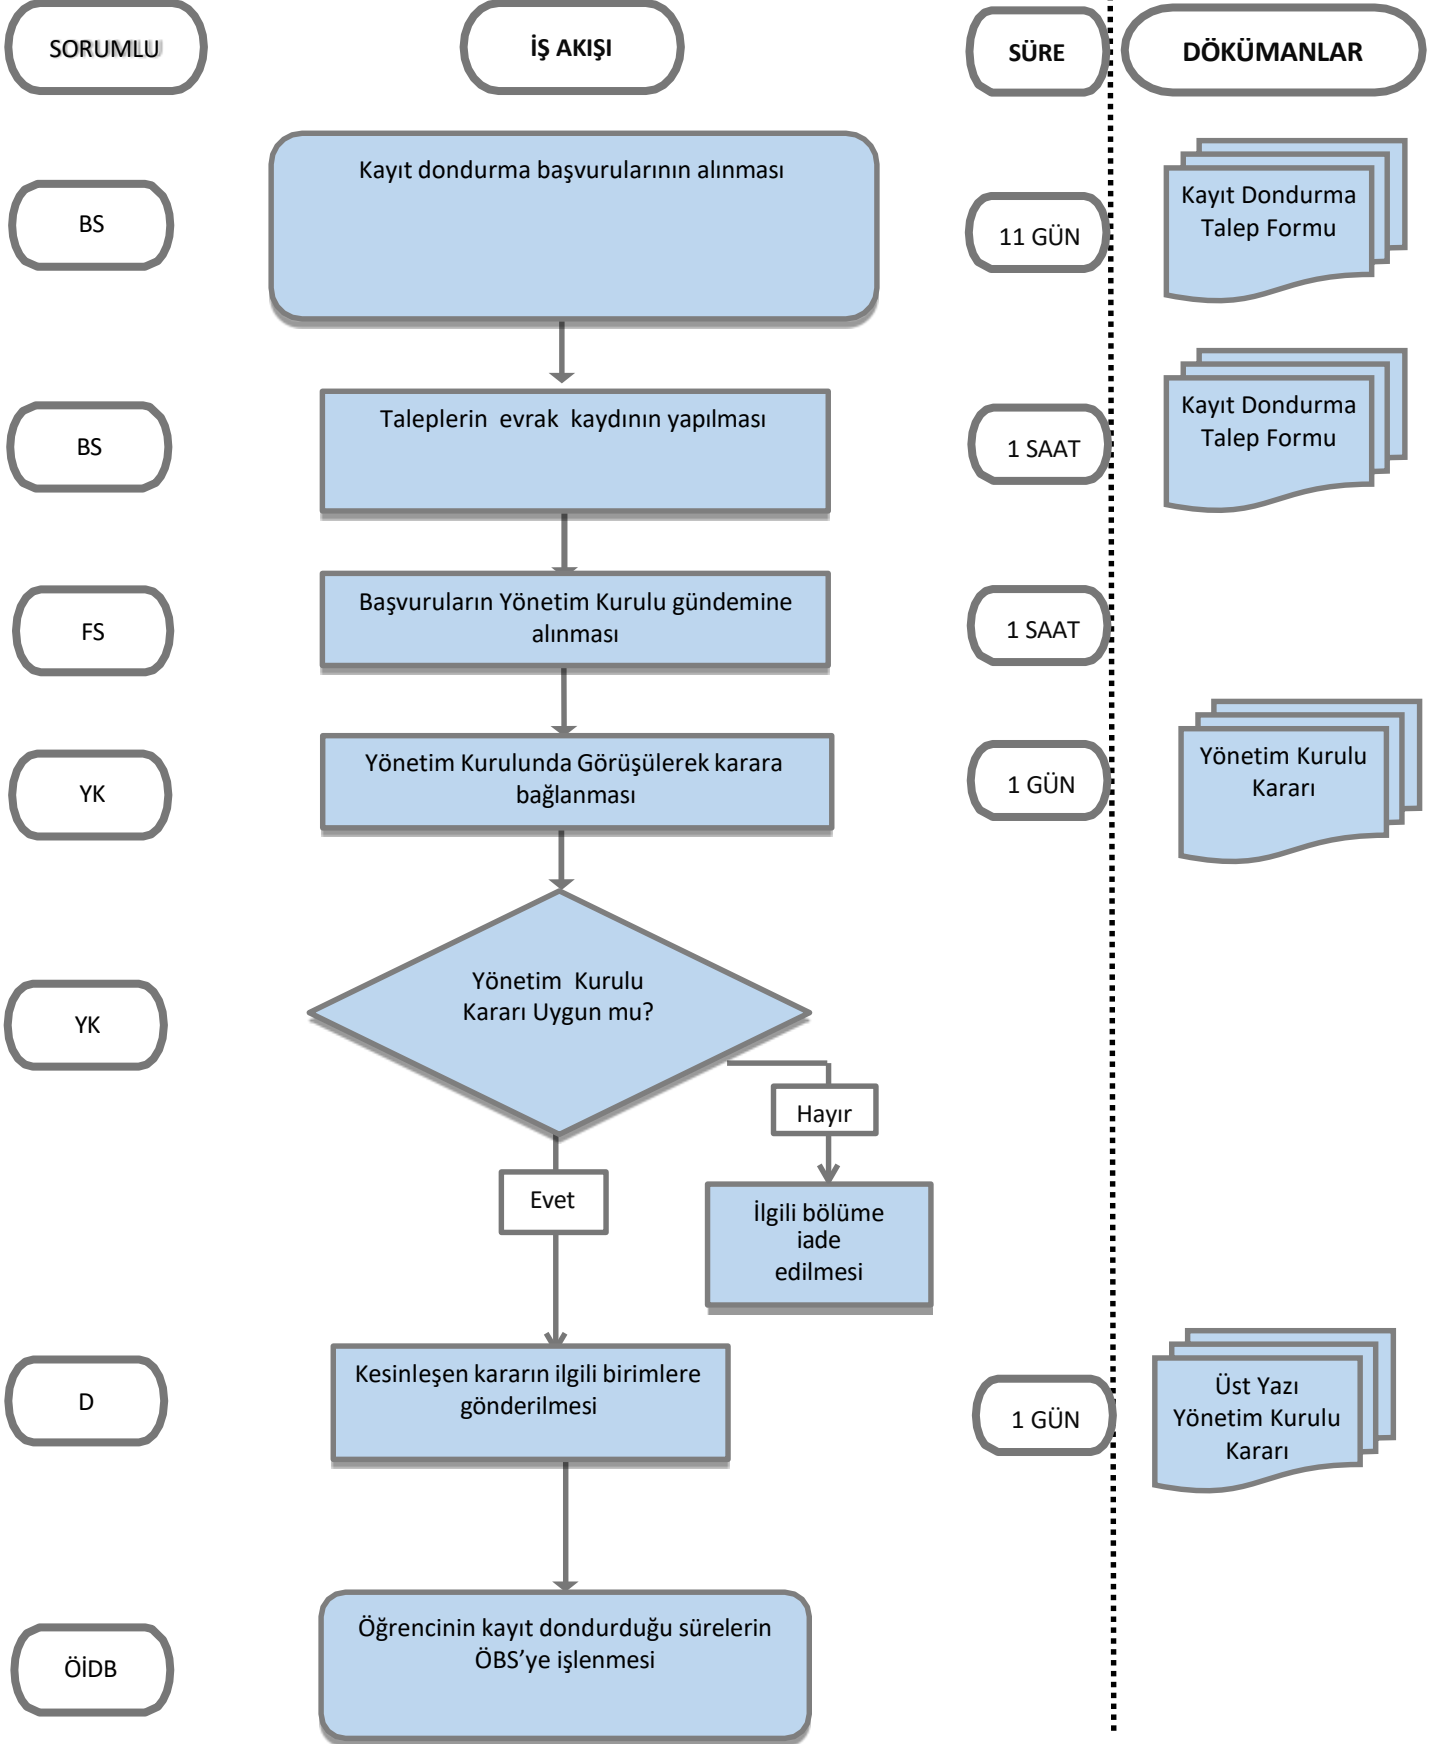 SORUMLU
İŞ AKIŞI
SÜRE
DÖKÜMANLAR
BS
Kayıt dondurma başvurularının alınması
11 GÜN
Kayıt Dondurma
Talep Formu
BS
Taleplerin evrak kaydının yapılması
1 SAAT
Kayıt Dondurma
Talep Formu
FS
Başvuruların Yönetim Kurulu gündemine
alınması
1 SAAT
YK
Yönetim Kurulunda Görüşülerek karara
bağlanması
1 GÜN
Yönetim Kurulu
Kararı
YK
Yönetim Kurulu
Kararı Uygun mu?
Hayır
Evet
İlgili bölüme
iade
edilmesi
D
Kesinleşen kararın ilgili birimlere
gönderilmesi
1 GÜN
Üst Yazı
Yönetim Kurulu
Kararı
ÖİDB
Öğrencinin kayıt dondurduğu sürelerin
ÖBS’ye işlenmesi